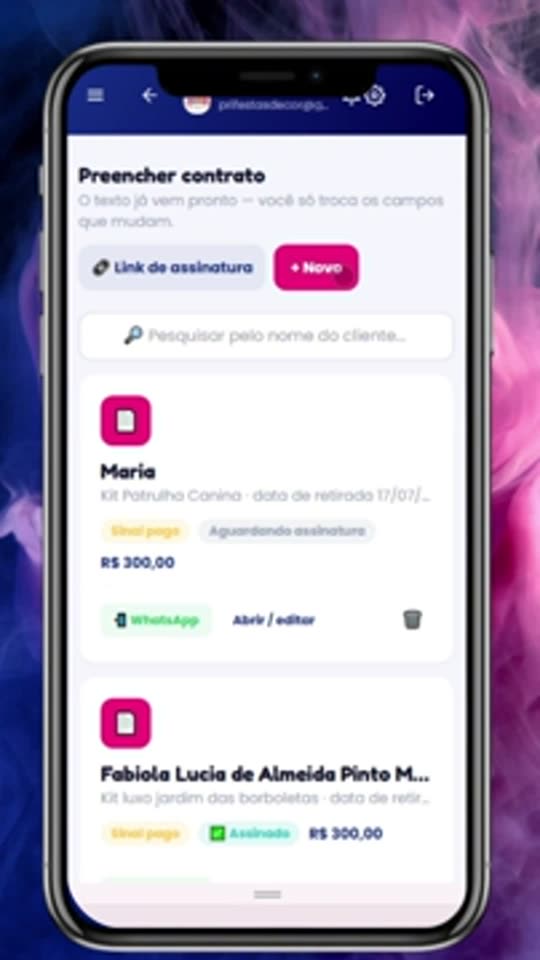 prifestasdecor@g...
Preencher contrato
O texto já vem pronto — você só troca os campos
que mudam.
Link de assinatura
+ Novo
Pesquisar pelo nome do cliente...
Maria
Kit Patrulha Canina · data de retirada 17/07/...
Sinal pago
Aguardando assinatura
R$ 300,00
WhatsApp
Abrir / editar
Fabiola Lucia de Almeida Pinto M...
Kit luxo jardim das borboletas · data de retir...
Sinal pago
Assinado
R$ 300,00